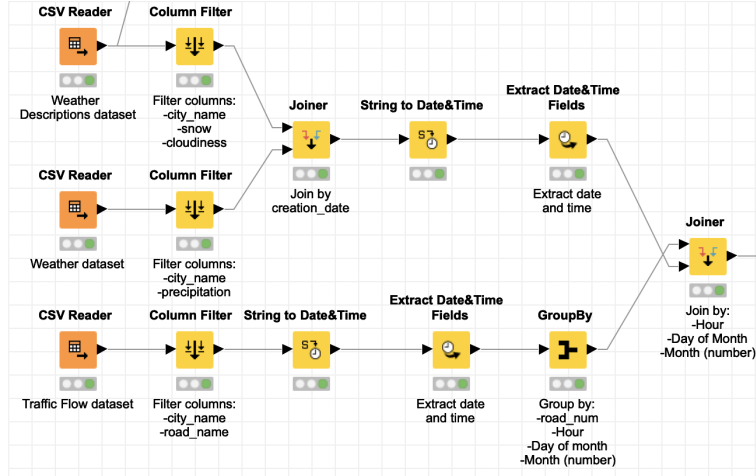 CSV Reader
Column Filter
Weather
Descriptions dataset
Filter columns:
-city_name
-snow
-cloudiness
Joiner
Join by
creation_date
String to Date&Time
Extract Date&Time
Fields
Extract date
and time
CSV Reader
Column Filter
Weather dataset
Filter columns:
-city_name
-precipitation
Joiner
Join by:
-Hour
-Day of Month
-Month (number)
CSV Reader
Column Filter
String to Date&Time
Extract Date&Time
Fields
GroupBy
Traffic Flow dataset
Filter columns:
-city_name
-road_name
Extract date
and time
Group by:
-road_num
-Hour
-Day of month
-Month (number)